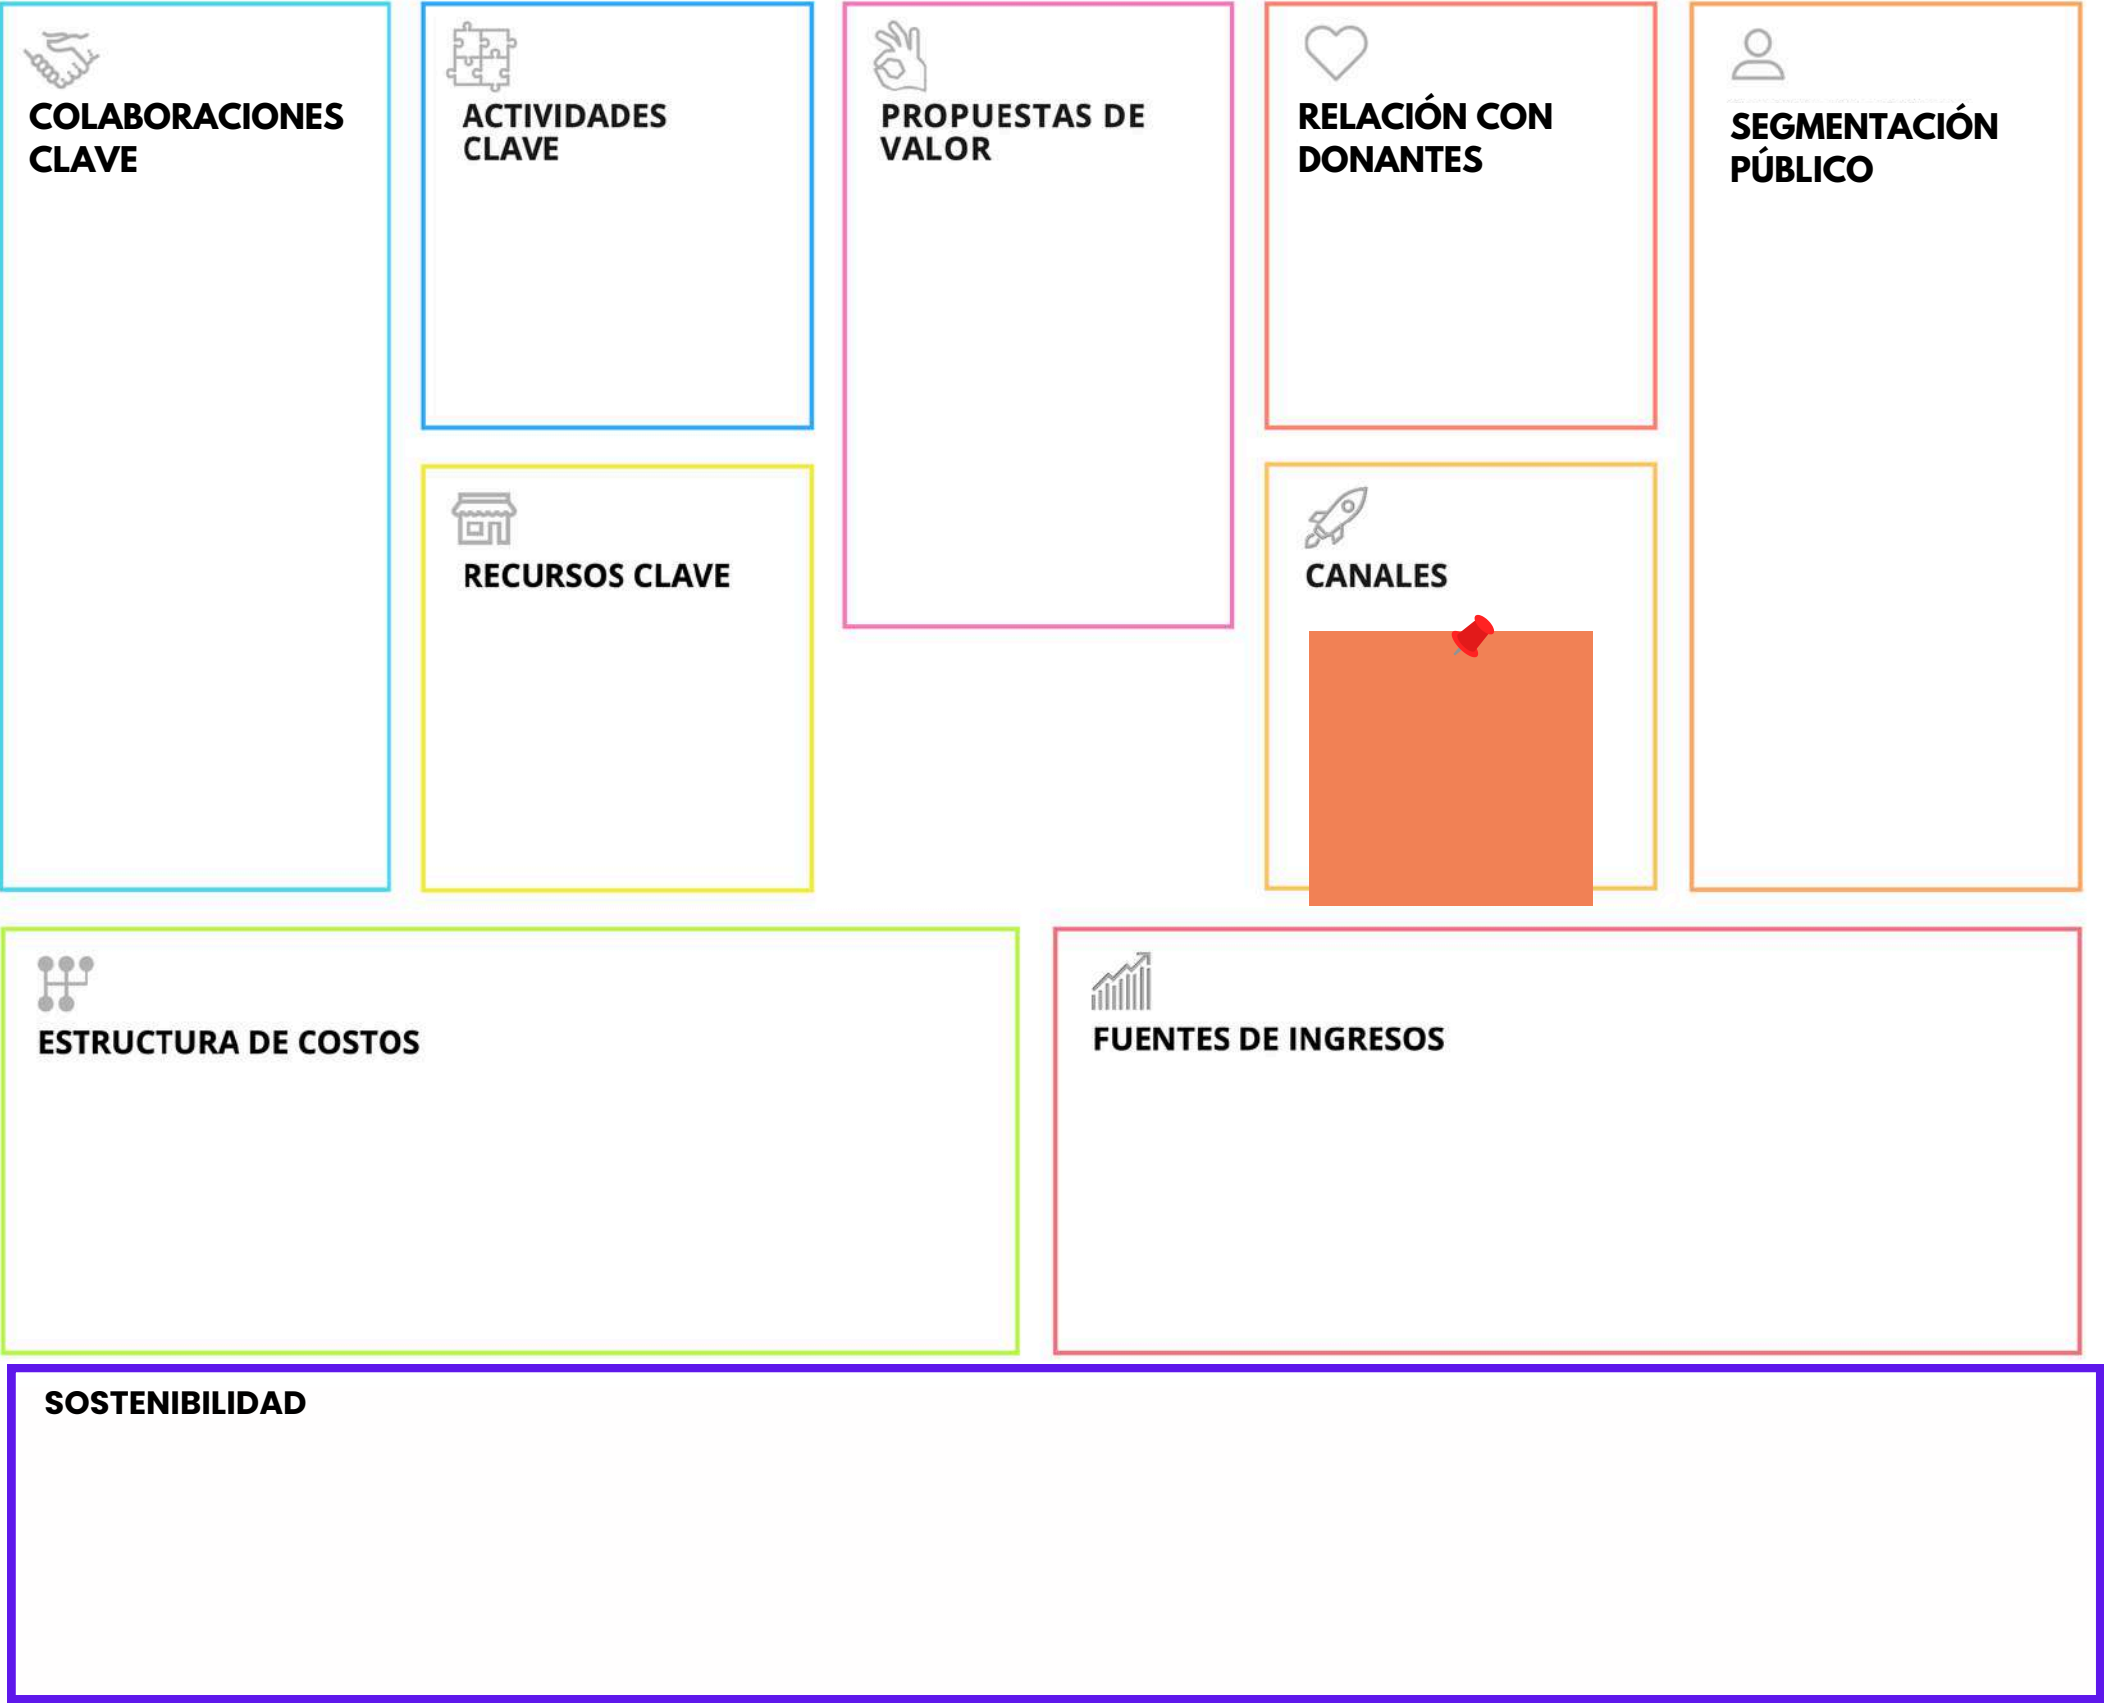 COLABORACIONES
CLAVE
ACTIVIDADES
CLAVE
PROPUESTAS DE
VALOR
RELACIÓN CON
DONANTES
SEGMENTACIÓN
PÚBLICO
RECURSOS CLAVE
CANALES
ESTRUCTURA DE COSTOS
FUENTES DE INGRESOS
SOSTENIBILIDAD